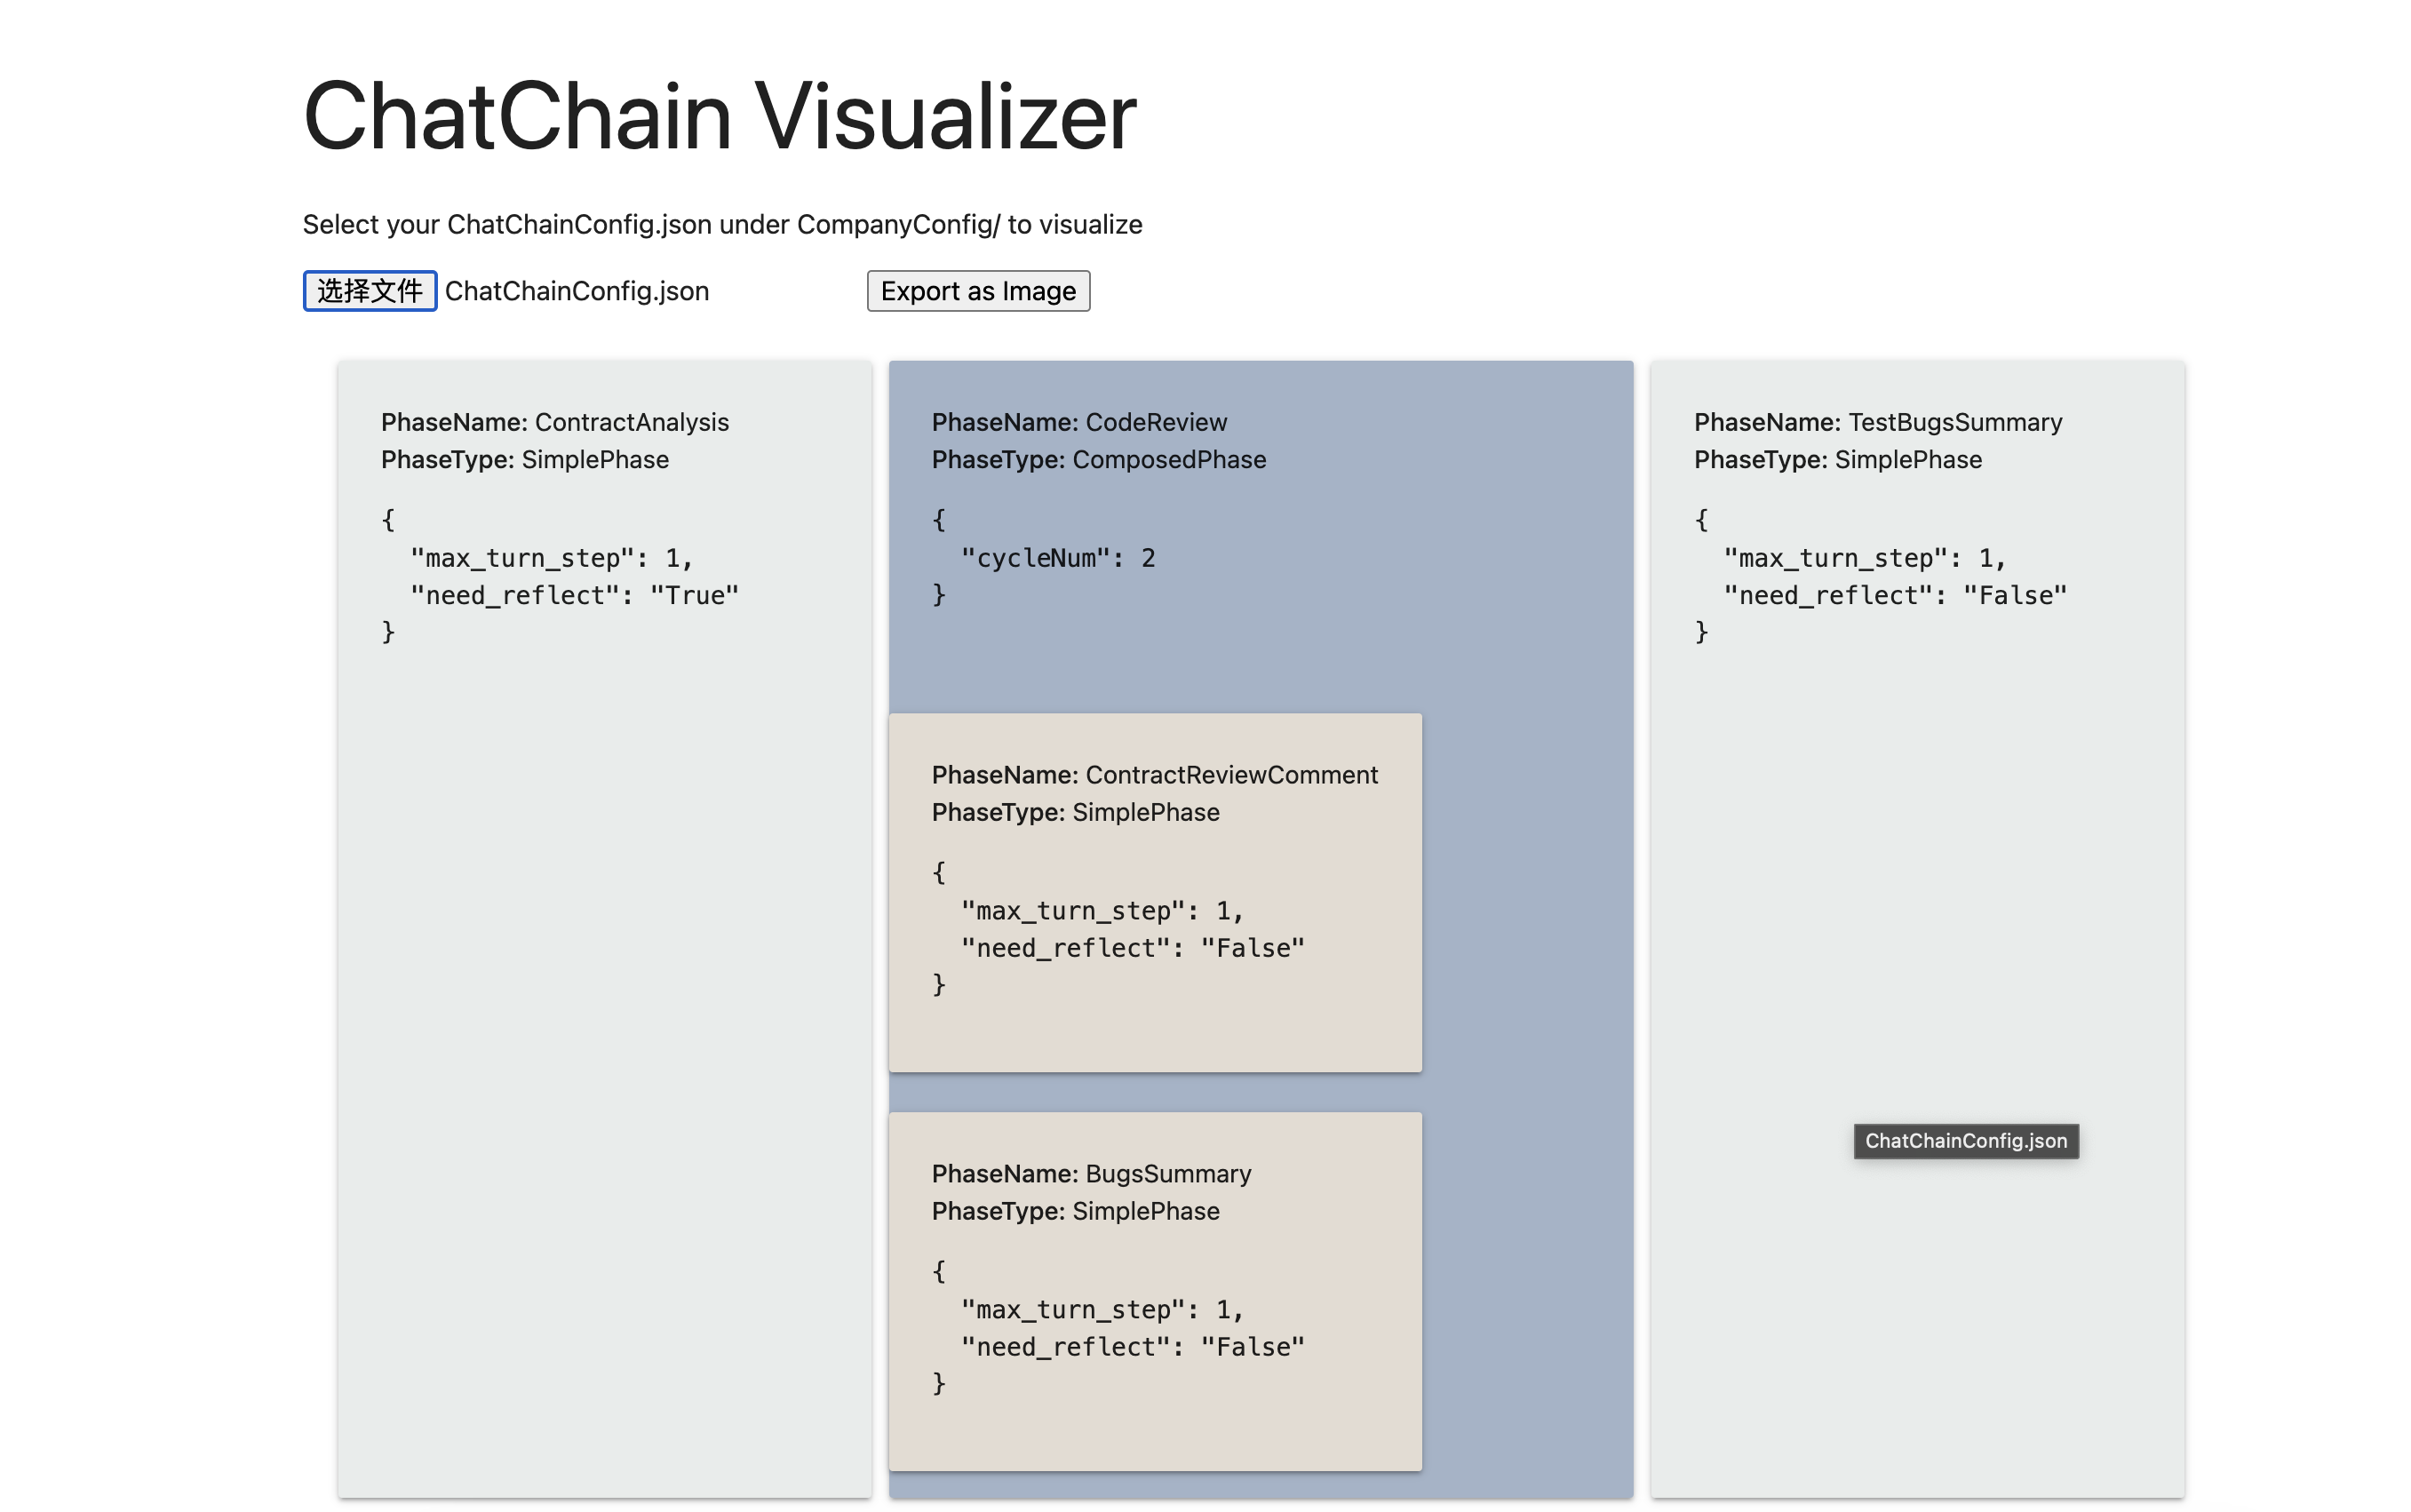 ChatChain Visualizer
Select your ChatChainConfig.json under CompanyConfig/ to visualize
选择文件 ChatChainConfig.json Export as Image
PhaseName: ContractAnalysis
PhaseType: SimplePhase
{
  "max_turn_step": 1,
  "need_reflect": "True"
}
PhaseName: CodeReview
PhaseType: ComposedPhase
{
  "cycleNum": 2
}
PhaseName: ContractReviewComment
PhaseType: SimplePhase
{
  "max_turn_step": 1,
  "need_reflect": "False"
}
PhaseName: BugsSummary
PhaseType: SimplePhase
{
  "max_turn_step": 1,
  "need_reflect": "False"
}
PhaseName: TestBugsSummary
PhaseType: SimplePhase
{
  "max_turn_step": 1,
  "need_reflect": "False"
}
ChatChainConfig.json